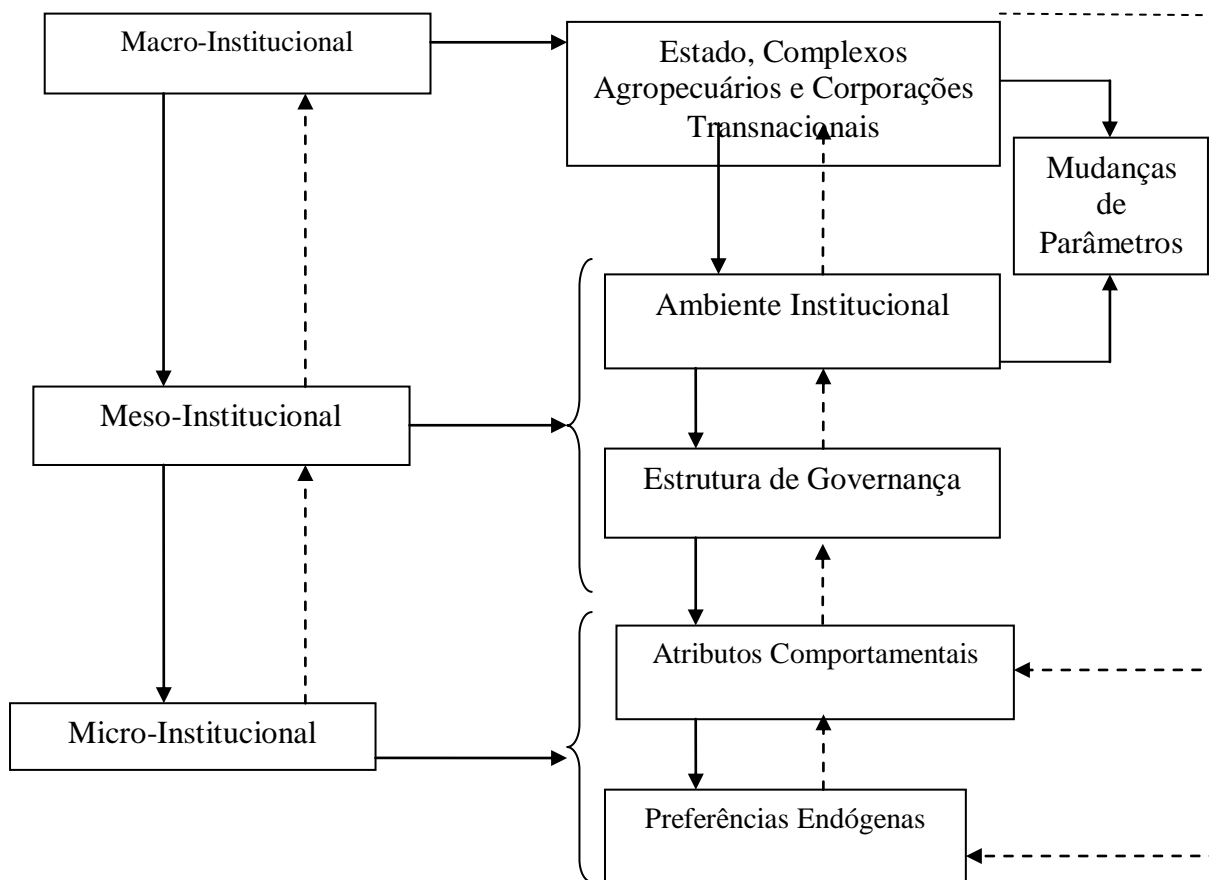 Macro-Institucional
Estado, Complexos
Agropecuários e Corporações
Transnacionais
Mudanças
de
Parâmetros
Ambiente Institucional
Meso-Institucional
Estrutura de Governança
Atributos Comportamentais
Micro-Institucional
Preferências Endógenas